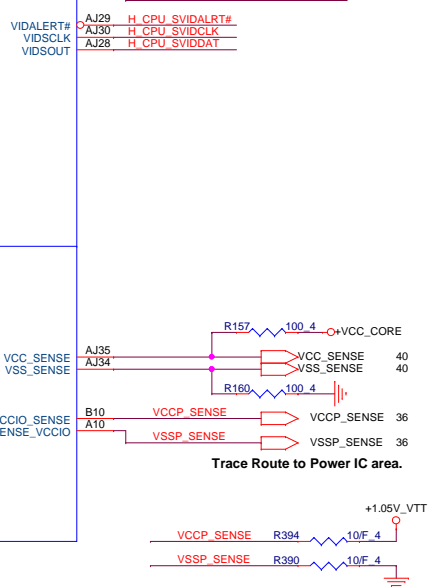 VIDALERT# AJ29 H_CPU_SVIDALRT#
VIDSCLK AJ30 H_CPU_SVIDCLK
VIDSOUT AJ28 H_CPU_SVIDDAT
R157 100_4 +VCC_CORE
VCC_SENSE AJ35 VCC_SENSE 40
VSS_SENSE AJ34 VSS_SENSE 40
R160 100_4
CCIO_SENSE B10 VCCP_SENSE VCCP_SENSE 36
ENSE_VCCIO A10 VSSP_SENSE VSSP_SENSE 36
Trace Route to Power IC area.
+1.05V_VTT
VCCP_SENSE R394 10/F_4
VSSP_SENSE R390 10/F_4